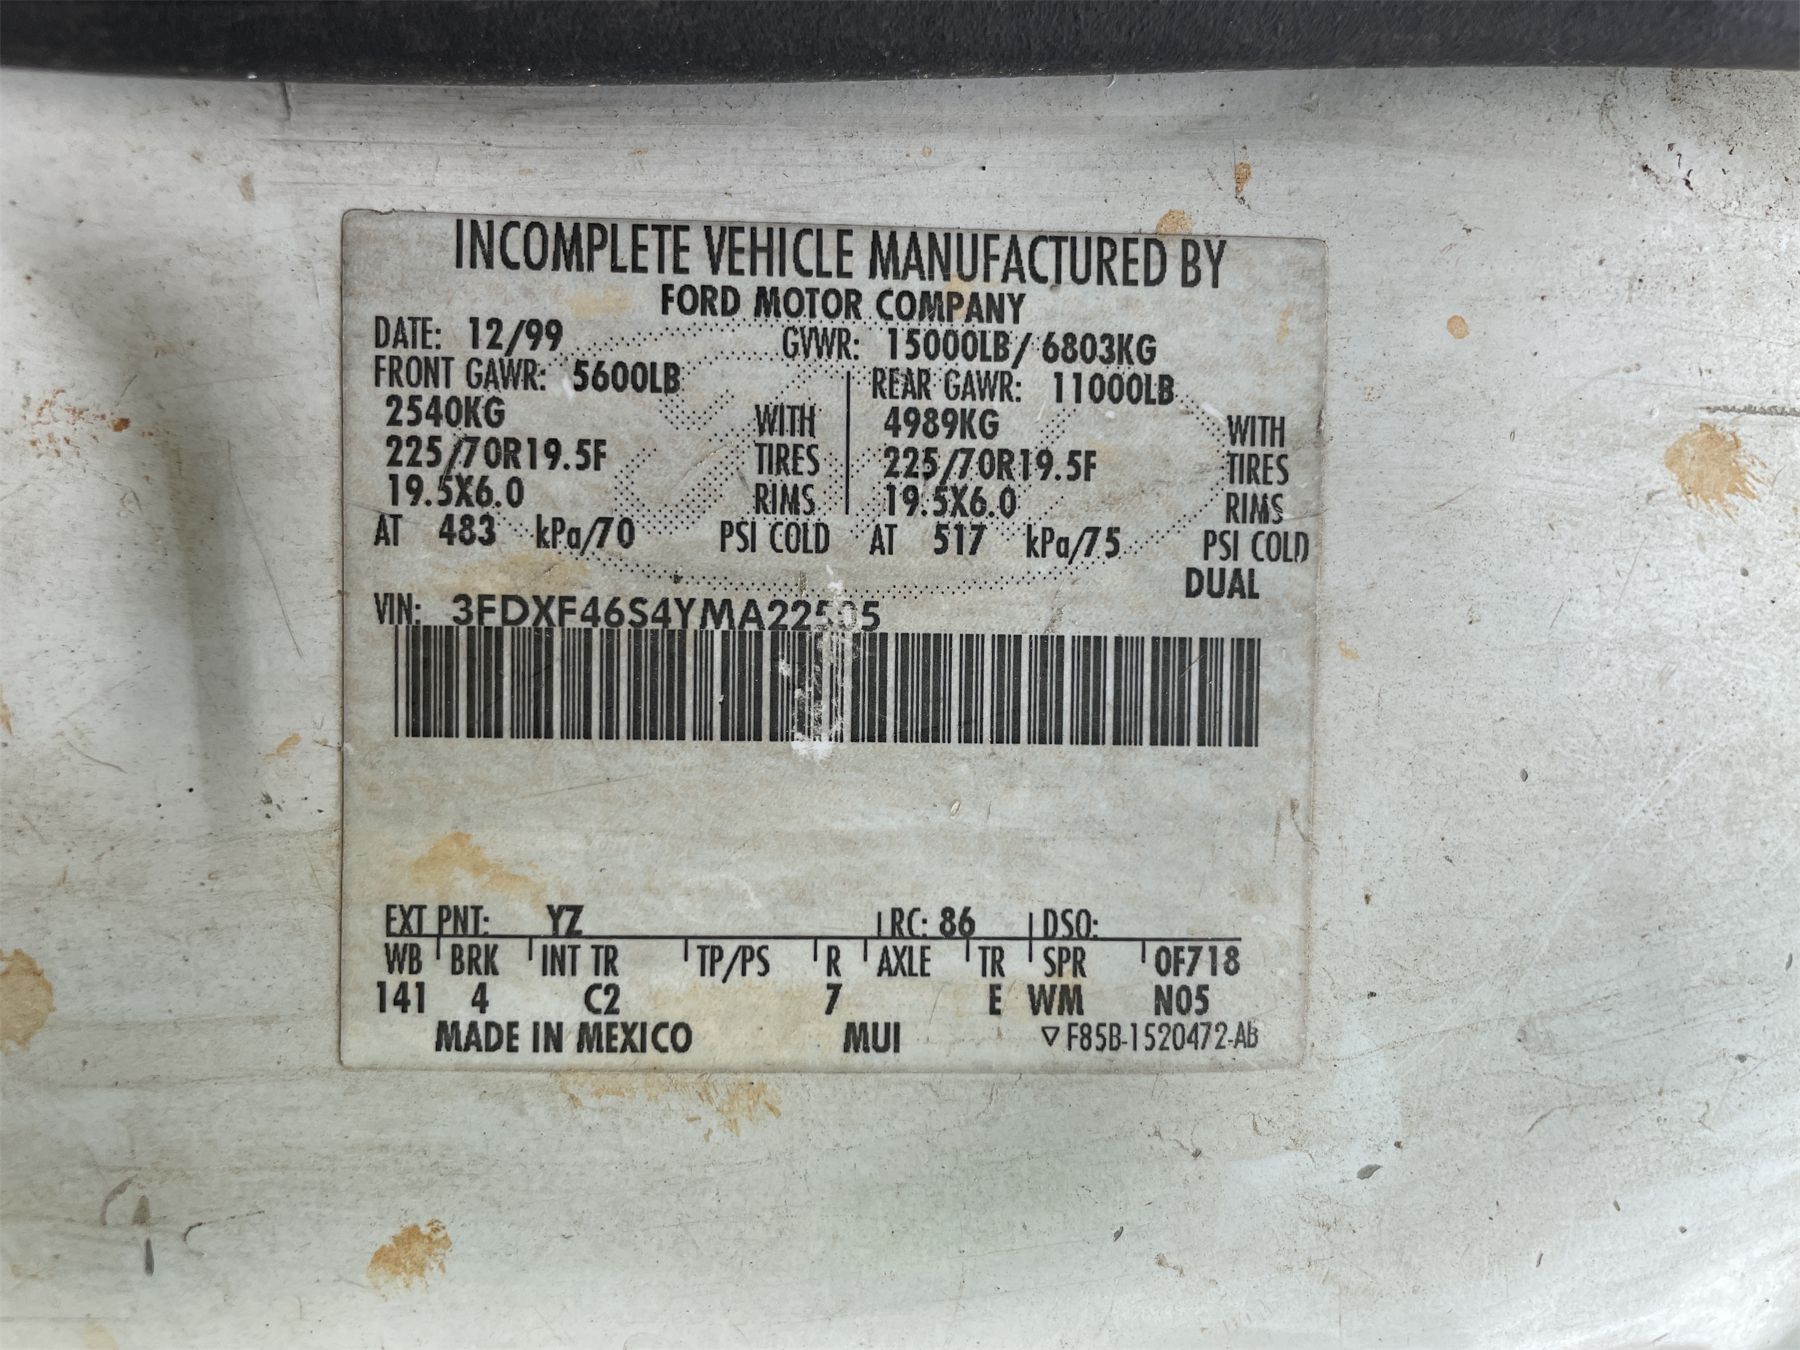 INCOMPLETE VEHICLE MANUFACTURED BY
FORD MOTOR COMPANY
DATE: 12/99 GVWR: 15000LB/ 6803KG
FRONT GAWR: 5600LB REAR GAWR: 11000LB
2540KG WITH 4989KG WITH
225/70R19.5F TIRES 225/70R19.5F TIRES
19.5X6.0 RIMS 19.5X6.0 RIMS
AT 483 kPa/70 PSI COLD AT 517 kPa/75 PSI COLD
DUAL
VIN: 3FDXF46S4YMA22505
EXT PNT: YZ RC: 86 DSO:
WB BRK INT TR TP/PS R AXLE TR SPR 0F718
141 4 C2 7 E WM N05
MADE IN MEXICO MUI ▽ F85B-1520472-AB